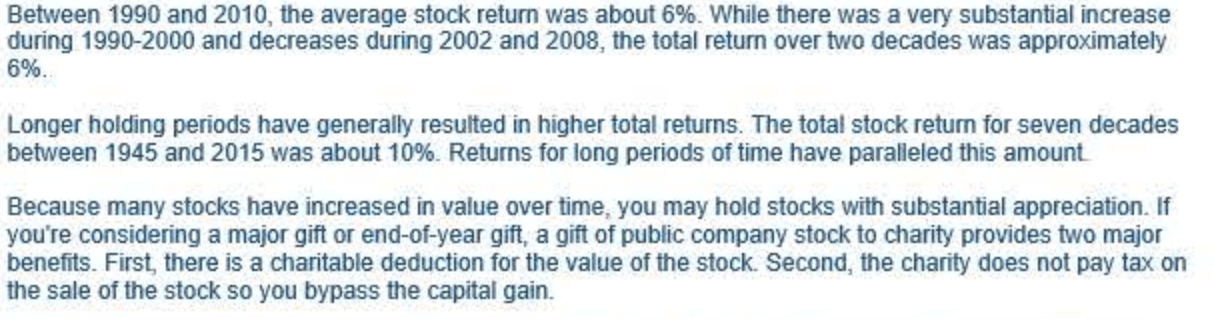 Between 1990 and 2010, the average stock return was about 6%. While there was a very substantial increase
during 1990-2000 and decreases during 2002 and 2008, the total return over two decades was approximately
6%.
Longer holding periods have generally resulted in higher total returns. The total stock return for seven decades
between 1945 and 2015 was about 10%. Returns for long periods of time have paralleled this amount.
Because many stocks have increased in value over time, you may hold stocks with substantial appreciation. If
you're considering a major gift or end-of-year gift, a gift of public company stock to charity provides two major
benefits. First, there is a charitable deduction for the value of the stock. Second, the charity does not pay tax on
the sale of the stock so you bypass the capital gain.